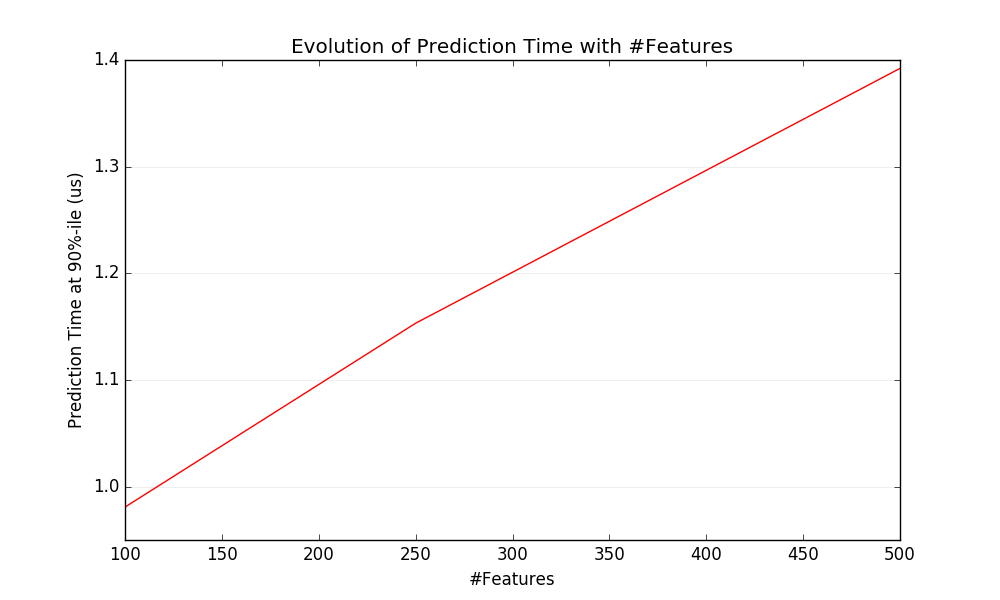 Evolution of Prediction Time with #Features
Prediction Time at 90%-ile (us)
1.4
1.3
1.2
1.1
1.0
100 150 200 250 300 350 400 450 500
#Features